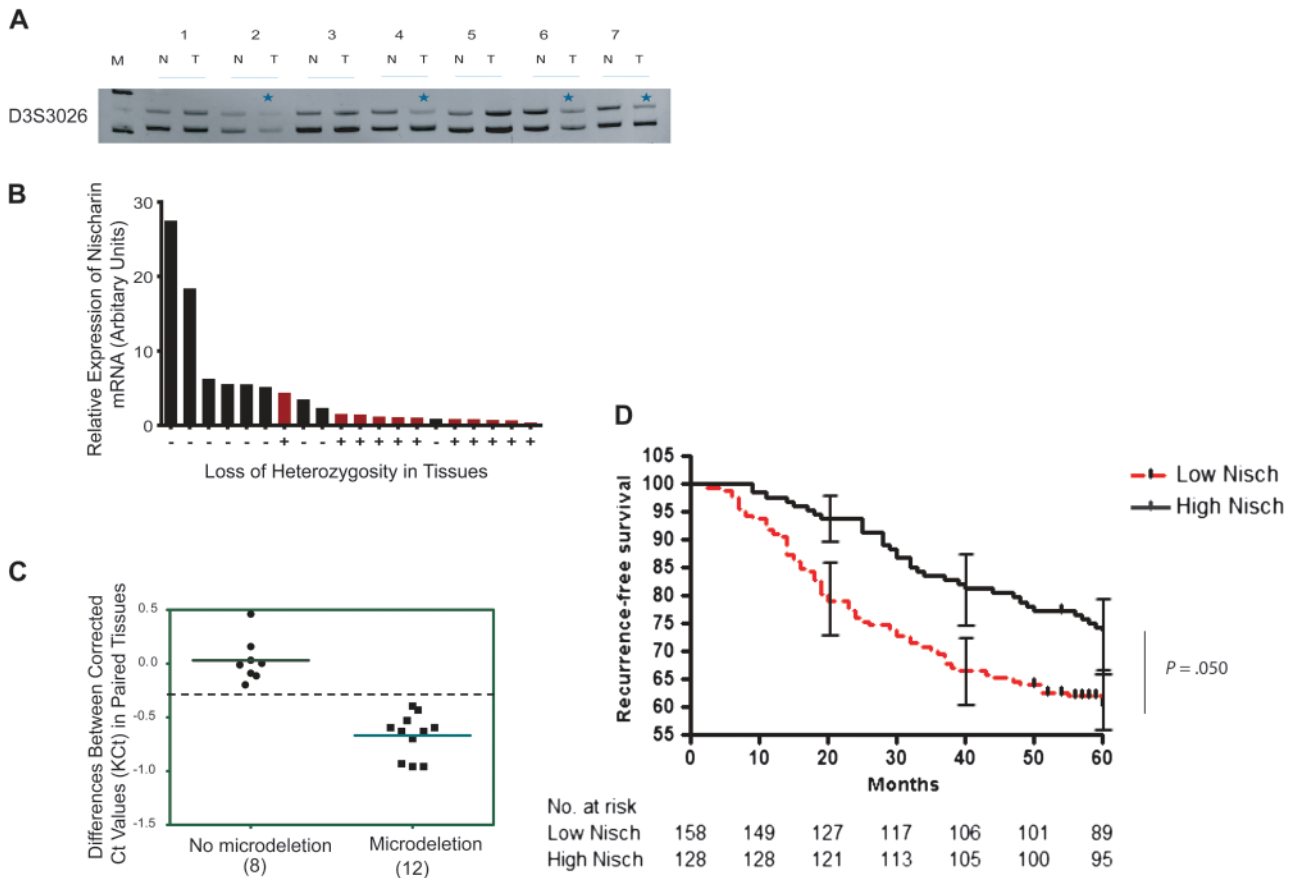 A
1 2 3 4 5 6 7
M N T N T N T N T N T N T N T
D3S3026
B
Relative Expression of Nischarin
mRNA (Arbitary Units)
30
20
10
0
- - - - - - + - - + + + + + - + + + + +
Loss of Heterozygosity in Tissues
C
Differences Between Corrected
Ct Values (KCt) in Paired Tissues
0.5
0.0
-0.5
-1.0
-1.5
No microdeletion
(8)
Microdeletion
(12)
D
Recurrence-free survival
105
100
95
90
85
80
75
70
65
60
55
0 10 20 30 40 50 60
Months
Low Nisch
High Nisch
P = .050
No. at risk
Low Nisch 158 149 127 117 106 101 89
High Nisch 128 128 121 113 105 100 95